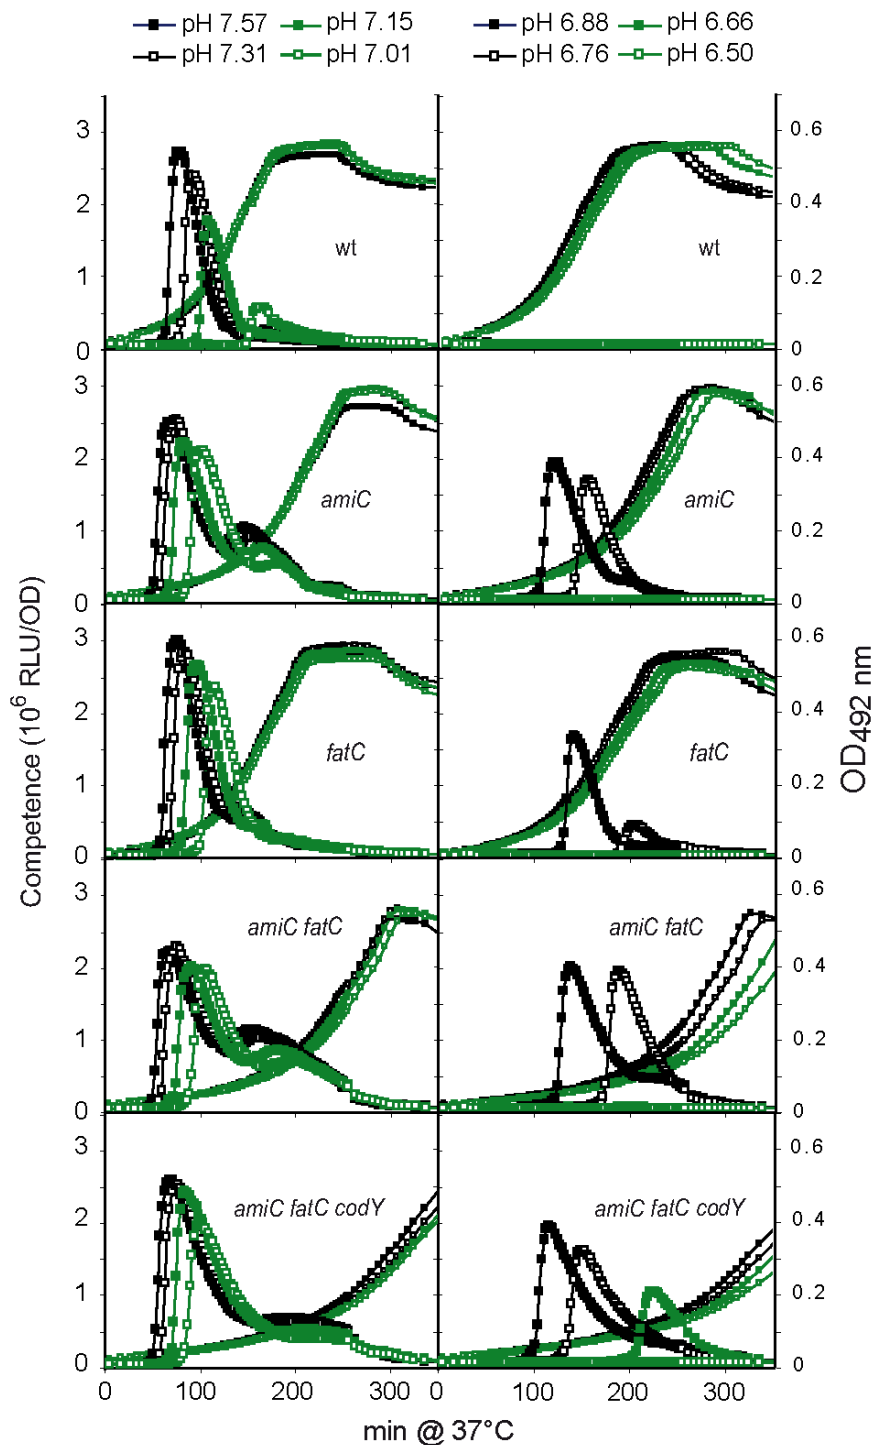 pH 7.57 pH 7.15 pH 6.88 pH 6.66
pH 7.31 pH 7.01 pH 6.76 pH 6.50
3 0.6
2 0.4
wt wt
1 0.2
0 0
3 0.6
2 0.4
amiC amiC
1 0.2
0 0
3 0.6
2 0.4
fatC fatC
1 0.2
0 0
3 0.6
amiC fatC amiC fatC
2 0.4
1 0.2
0 0
3 0.6
amiC fatC codY amiC fatC codY
2 0.4
1 0.2
0 0
0 100 200 300 0 100 200 300
min @ 37°C
Competence (10⁶ RLU/OD)
OD492 nm